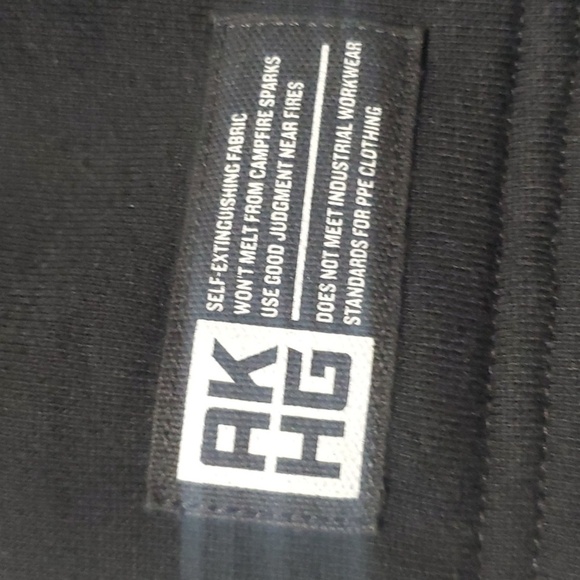 AK
HG
SELF-EXTINGUISHING FABRIC
WON'T MELT FROM CAMPFIRE SPARKS
USE GOOD JUDGMENT NEAR FIRES
DOES NOT MEET INDUSTRIAL WORKWEAR
STANDARDS FOR PPE CLOTHING